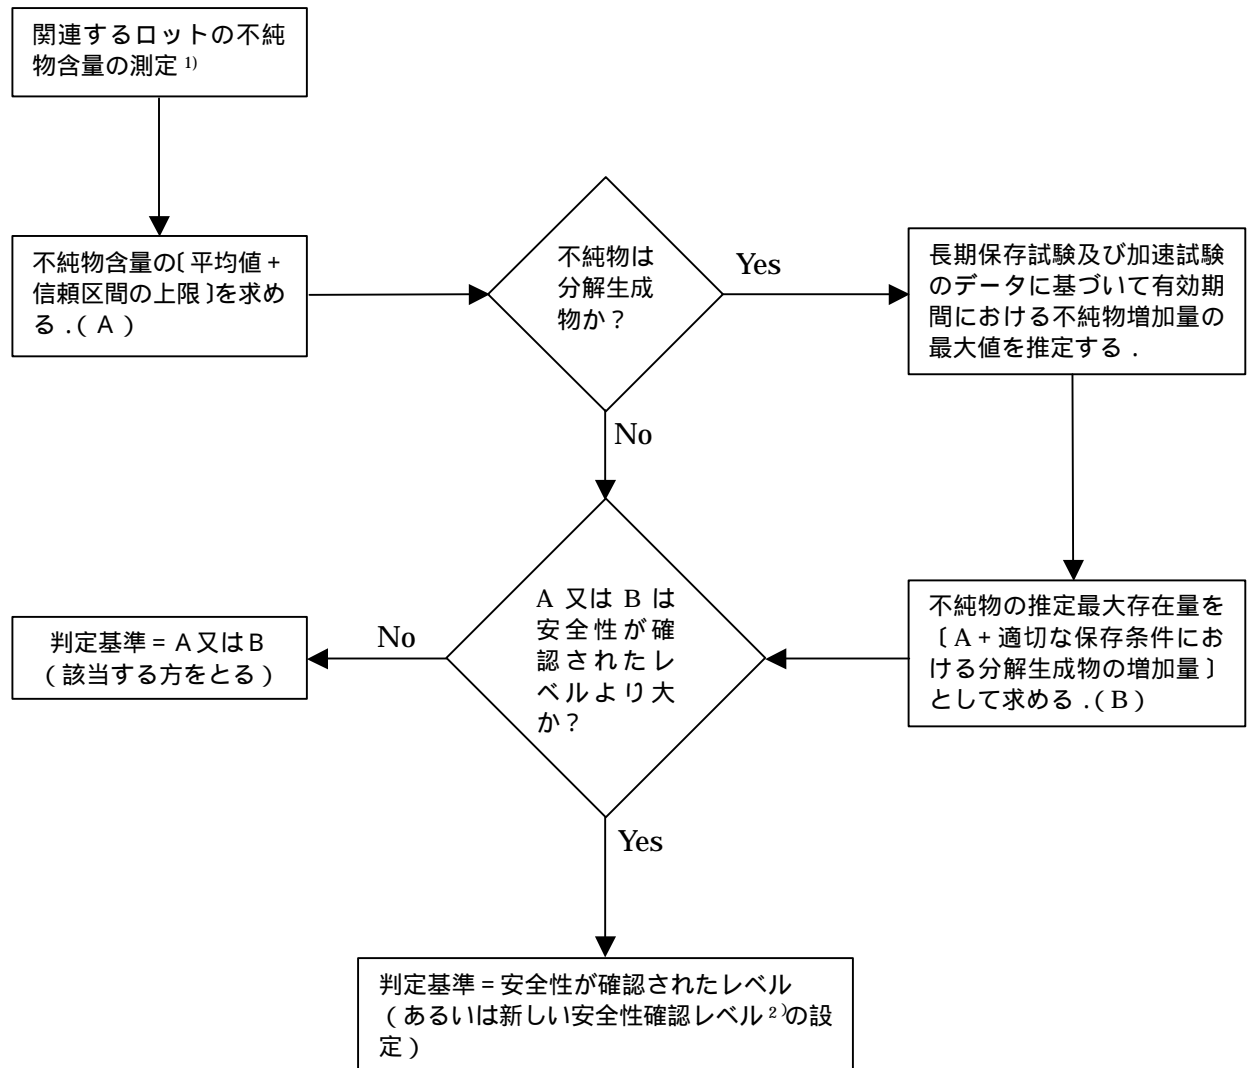 関連するロットの不純
物含量の測定 1)
不純物含量の〔平均値+
信頼区間の上限〕を求め
る.(A)
不純物は
分解生成
物か?
Yes
長期保存試験及び加速試験
のデータに基づいて有効期
間における不純物増加量の
最大値を推定する.
No
A 又は B は
安全性が確
認されたレ
ベルより大
か?
不純物の推定最大存在量を
〔A+適切な保存条件にお
ける分解生成物の増加量〕
として求める.(B)
No
判定基準=A又はB
(該当する方をとる)
Yes
判定基準=安全性が確認されたレベル
(あるいは新しい安全性確認レベル 2)の設
定)